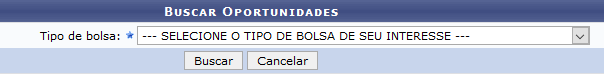 Buscar Oportunidades
Tipo de bolsa: --- SELECIONE O TIPO DE BOLSA DE SEU INTERESSE ---
Buscar Cancelar